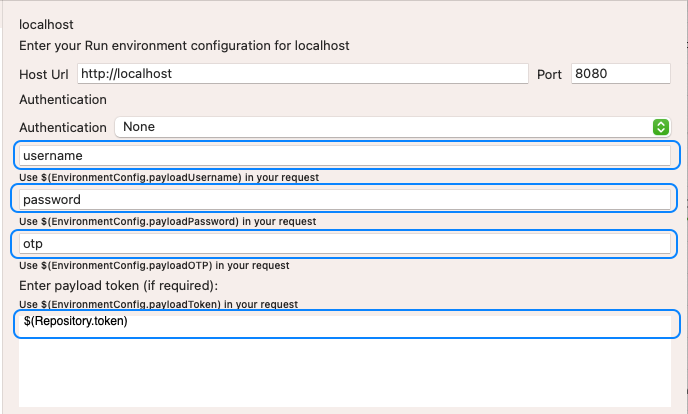 localhost
Enter your Run environment configuration for localhost
Host Url http://localhost Port 8080
Authentication
Authentication None
username
Use $(EnvironmentConfig.payloadUsername) in your request
password
Use $(EnvironmentConfig.payloadPassword) in your request
otp
Use $(EnvironmentConfig.payloadOTP) in your request
Enter payload token (if required):
Use $(EnvironmentConfig.payloadToken) in your request
$(Repository.token)